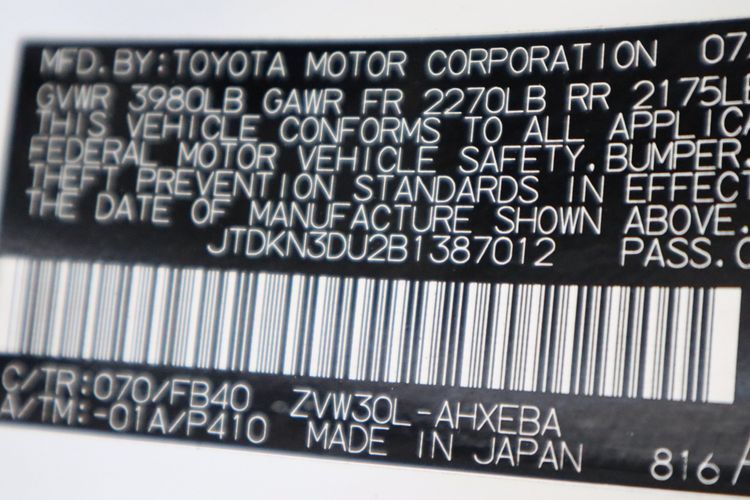 MFD.BY:TOYOTA MOTOR CORPORATION 07
GVWR 3980LB GAWR FR 2270LB RR 2175LB
THIS VEHICLE CONFORMS TO ALL APPLICA
FEDERAL MOTOR VEHICLE SAFETY.BUMPER.
THEFT PREVENTION STANDARDS IN EFFECT
THE DATE OF MANUFACTURE SHOWN ABOVE.
JTDKN3DU2B1387012 PASS.C
C/TR:070/FB40 ZVW30L-AHXEBA
A/TM:-01A/P410 MADE IN JAPAN 816/